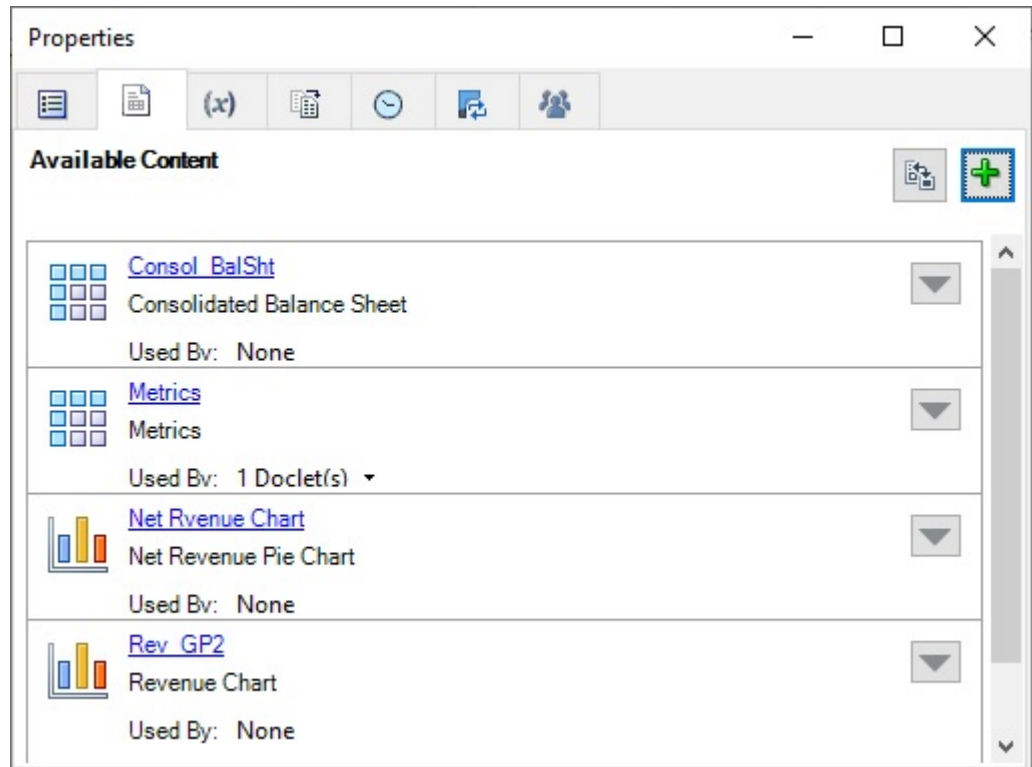 Properties
(x)
Available Content
Consol_BalSht
Consolidated Balance Sheet
Used By: None
Metrics
Metrics
Used By: 1 Doclet(s)
Net Rvenue Chart
Net Revenue Pie Chart
Used By: None
Rev_GP2
Revenue Chart
Used By: None